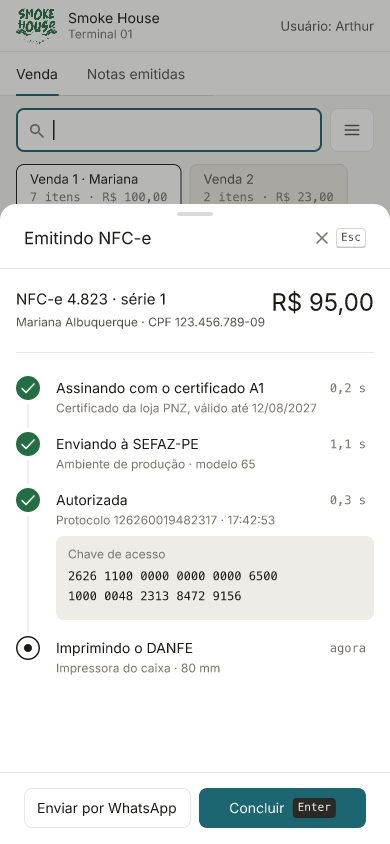 SMOKE
HOUSE
Smoke House
Terminal 01
Usuário: Arthur
Venda
Notas emitidas
Venda 1 · Mariana
7 itens · R$ 100,00
Venda 2
2 itens · R$ 23,00
Emitindo NFC-e
Esc
NFC-e 4.823 · série 1
R$ 95,00
Mariana Albuquerque · CPF 123.456.789-09
Assinando com o certificado A1
0,2 s
Certificado da loja PNZ, válido até 12/08/2027
Enviando à SEFAZ-PE
1,1 s
Ambiente de produção · modelo 65
Autorizada
0,3 s
Protocolo 126260019482317 · 17:42:53
Chave de acesso
2626 1100 0000 0000 0000 6500
1000 0048 2313 8472 9156
Imprimindo o DANFE
agora
Impressora do caixa · 80 mm
Enviar por WhatsApp
Concluir
Enter